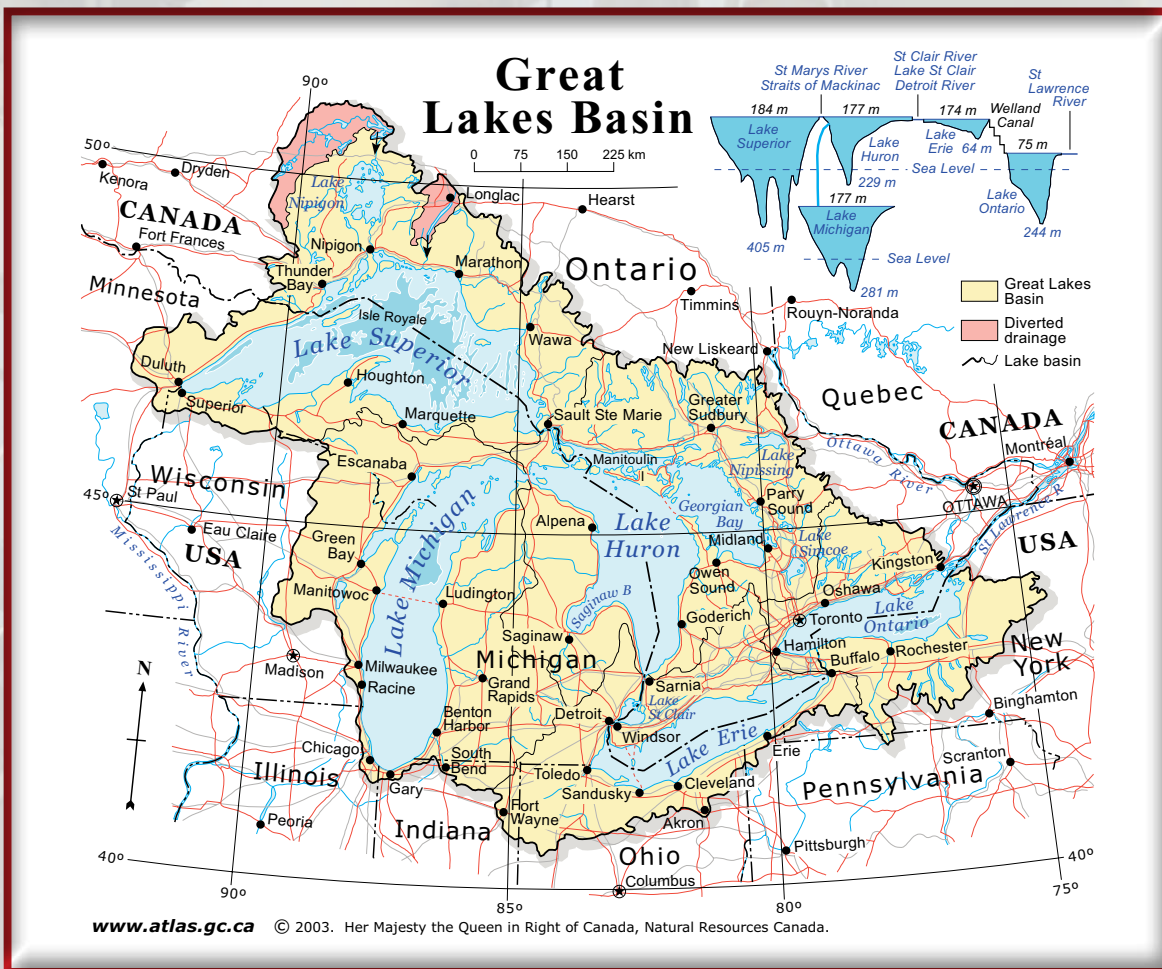 Great
Lakes Basin
0 75 150 225 km
St Marys River
Straits of Mackinac
St Clair River
Lake St Clair
Detroit River
St
Lawrence
River
184 m
177 m
174 m
Welland
Canal
75 m
Lake
Superior
Lake
Huron
Lake
Erie
64 m
229 m
Sea Level
177 m
Lake
Michigan
Lake
Ontario
405 m
244 m
Sea Level
281 m
Great Lakes
Basin
Diverted
drainage
Lake basin
90º
50º
Kenora
Dryden
CANADA
Fort Frances
Minnesota
Lake
Nipigon
Longlac
Hearst
Nipigon
Thunder
Bay
Marathon
Ontario
Timmins
Rouyn-Noranda
Isle Royale
Lake Superior
Wawa
New Liskeard
Duluth
Superior
Houghton
Marquette
Sault Ste Marie
Greater
Sudbury
Quebec
CANADA
Montréal
Ottawa River
OTTAWA
St Lawrence R
USA
Escanaba
Manitoulin
I
Lake
Nipissing
Wisconsin
45º
St Paul
Eau Claire
USA
Mississippi
River
Green
Bay
Lake Michigan
Alpena
Lake
Huron
Georgian
Bay
Parry
Sound
Midland
Lake
Simcoe
Owen
Sound
Kingston
Manitowoc
Ludington
Saginaw B
Oshawa
Lake
Ontario
Toronto
Goderich
Saginaw
Michigan
Hamilton
Buffalo
Rochester
New
York
Madison
Milwaukee
Racine
Grand
Rapids
Sarnia
Lake
St Clair
Binghamton
N
Benton
Harbor
Detroit
Windsor
Lake Erie
Erie
Scranton
Chicago
South
Bend
Toledo
Sandusky
Cleveland
Pennsylvania
Illinois
Gary
Fort
Wayne
Akron
Peoria
Indiana
Ohio
Pittsburgh
Columbus
40º
40º
90º
85º
80º
75º
www.atlas.gc.ca © 2003. Her Majesty the Queen in Right of Canada, Natural Resources Canada.